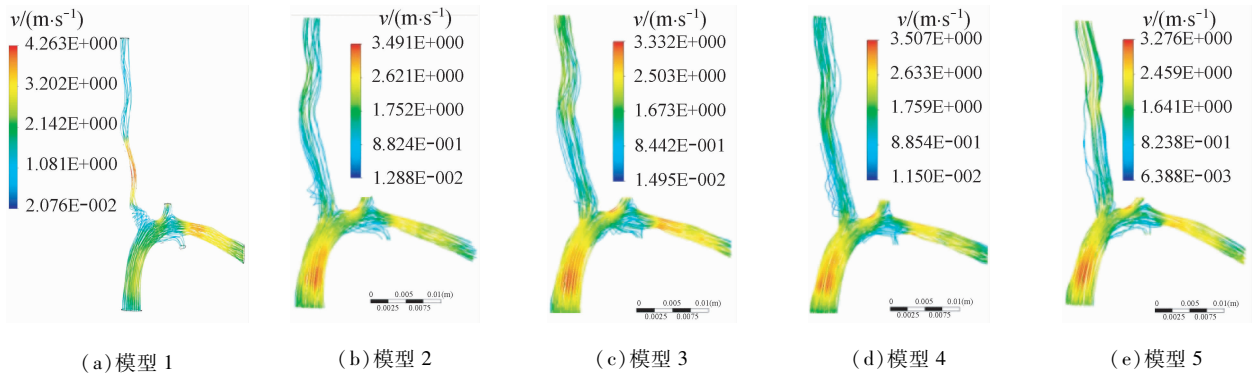 v/(m·s⁻¹)
4.263E+000
3.202E+000
2.142E+000
1.081E+000
2.076E-002
(a)模型 1
v/(m·s⁻¹)
3.491E+000
2.621E+000
1.752E+000
8.824E-001
1.288E-002
0 0.005 0.01(m)
0.0025 0.0075
(b)模型 2
v/(m·s⁻¹)
3.332E+000
2.503E+000
1.673E+000
8.442E-001
1.495E-002
0 0.005 0.01(m)
0.0025 0.0075
(c)模型 3
v/(m·s⁻¹)
3.507E+000
2.633E+000
1.759E+000
8.854E-001
1.150E-002
0 0.005 0.01(m)
0.0025 0.0075
(d)模型 4
v/(m·s⁻¹)
3.276E+000
2.459E+000
1.641E+000
8.238E-001
6.388E-003
0 0.005 0.01(m)
0.0025 0.0075
(e)模型 5